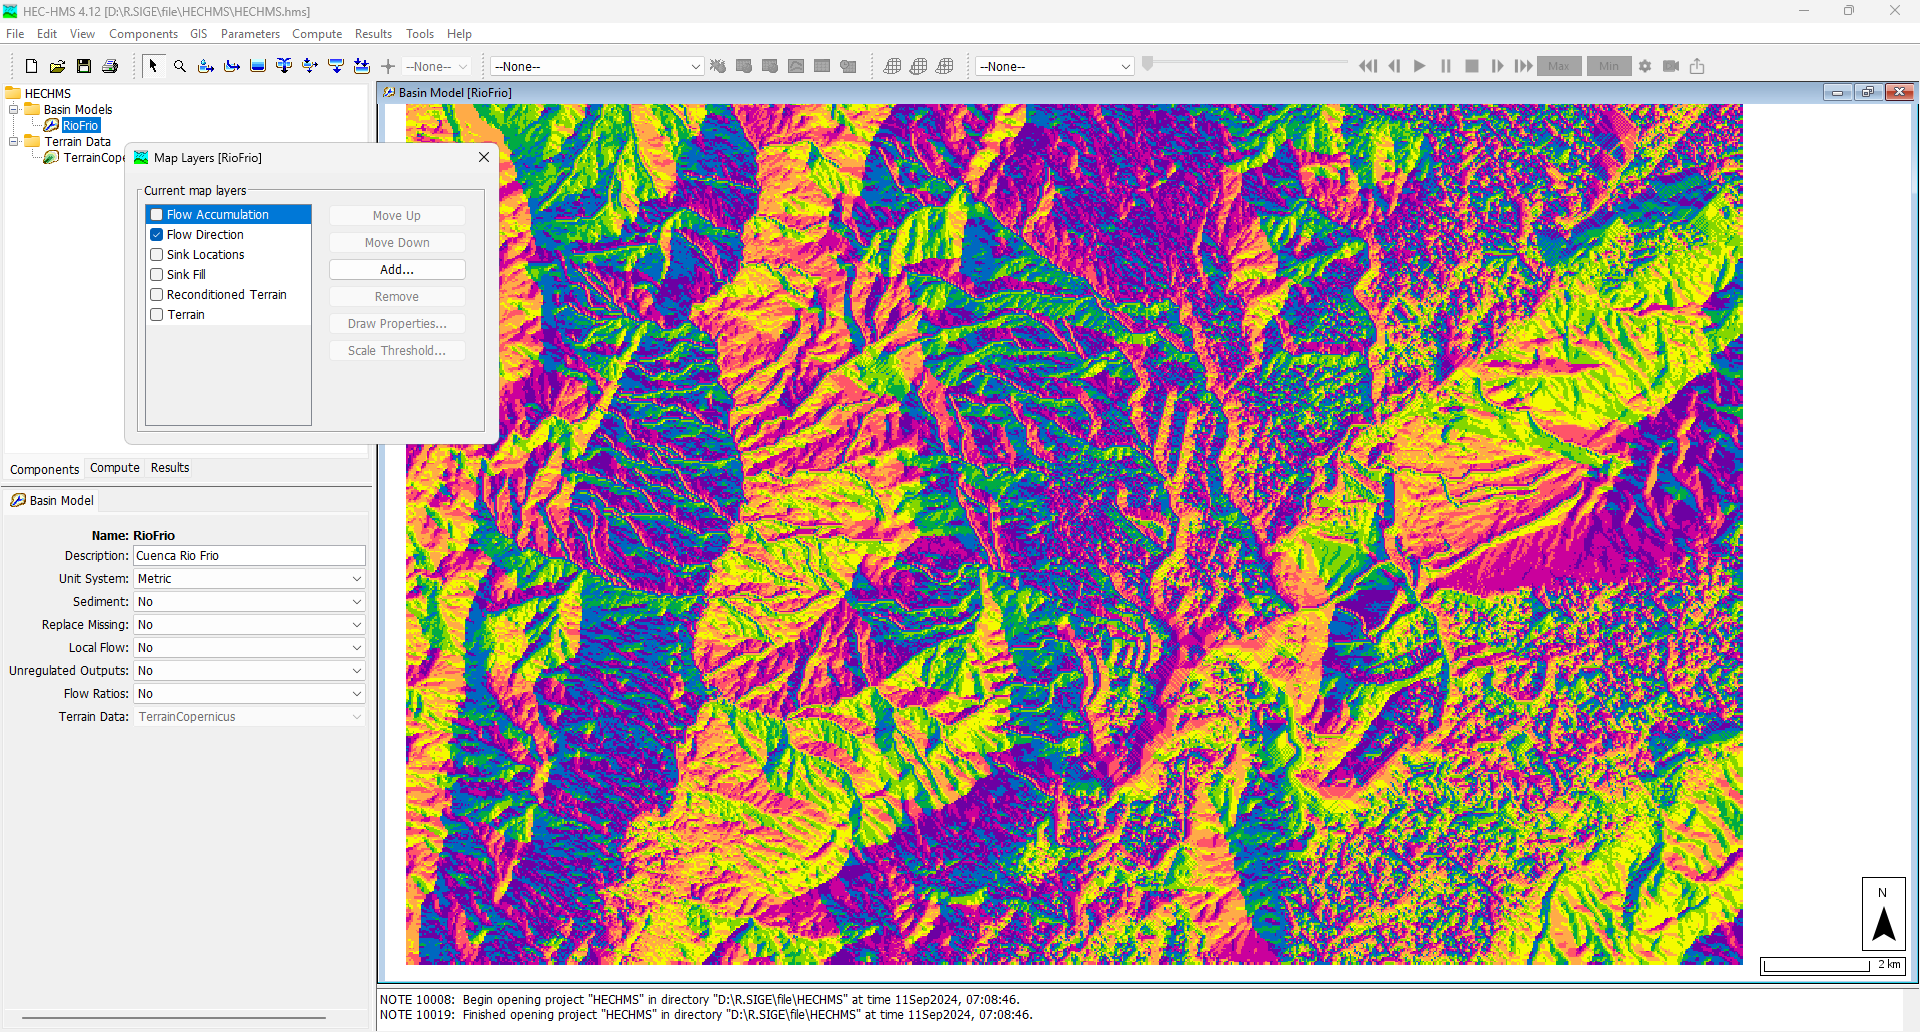 HEC-HMS 4.12 [D:\R.SIGE\file\HECHMS\HECHMS.hms]
File Edit View Components GIS Parameters Compute Results Tools Help
--None-- --None-- --None-- Max Min
HECHMS
Basin Models
RioFrio
Terrain Data
TerrainCope
Basin Model [RioFrio]
Map Layers [RioFrio]
Current map layers
Flow Accumulation
Flow Direction
Sink Locations
Sink Fill
Reconditioned Terrain
Terrain
Move Up
Move Down
Add...
Remove
Draw Properties...
Scale Threshold...
Components Compute Results
Basin Model
Name: RioFrio
Description: Cuenca Rio Frio
Unit System: Metric
Sediment: No
Replace Missing: No
Local Flow: No
Unregulated Outputs: No
Flow Ratios: No
Terrain Data: TerrainCopernicus
N
2 km
NOTE 10008: Begin opening project "HECHMS" in directory "D:\R.SIGE\file\HECHMS" at time 11Sep2024, 07:08:46.
NOTE 10019: Finished opening project "HECHMS" in directory "D:\R.SIGE\file\HECHMS" at time 11Sep2024, 07:08:46.